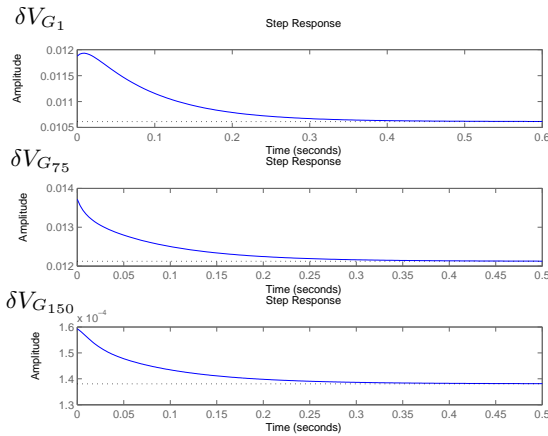 δV_{G_1}
Step Response
0.012
0.0115
0.011
0.0105
Amplitude
0 0.1 0.2 0.3 0.4 0.5 0.6
Time (seconds)
δV_{G_{75}}
Step Response
0.014
0.013
0.012
Amplitude
0 0.05 0.1 0.15 0.2 0.25 0.3 0.35 0.4 0.45 0.5
Time (seconds)
δV_{G_{150}}
Step Response
x 10^{-4}
1.6
1.5
1.4
1.3
Amplitude
0 0.05 0.1 0.15 0.2 0.25 0.3 0.35 0.4 0.45 0.5
Time (seconds)